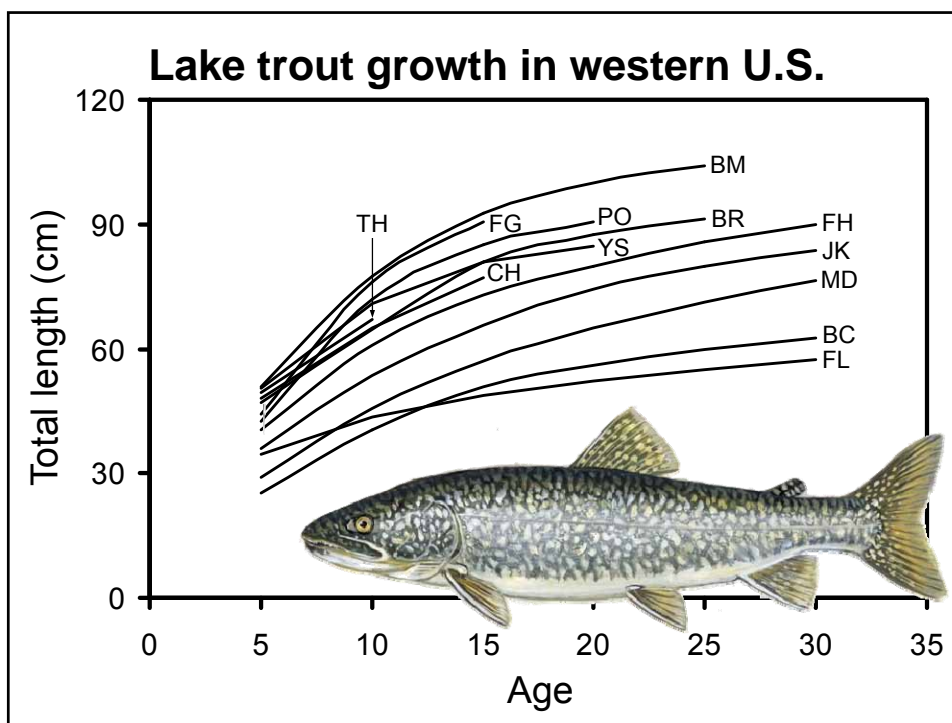 Lake trout growth in western U.S.
120
90
60
30
0
Total length (cm)
BM
TH
FG
PO
BR
FH
YS
JK
CH
MD
BC
FL
0 5 10 15 20 25 30 35
Age